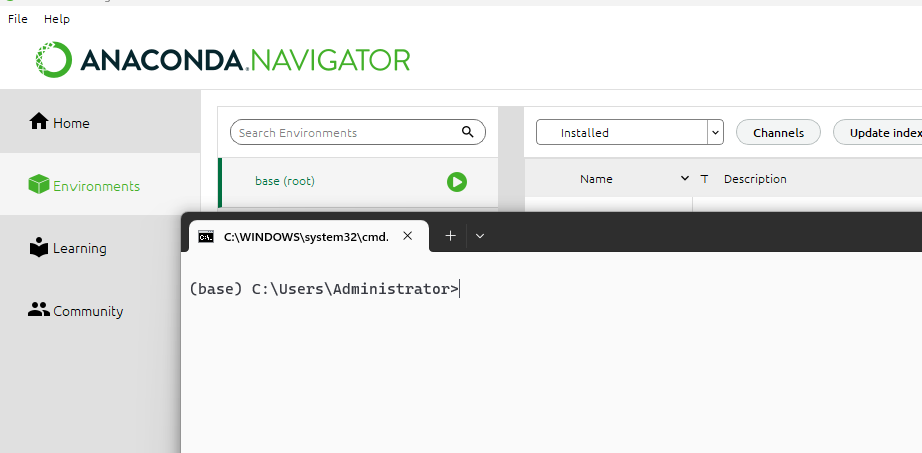 File Help
ANACONDA.NAVIGATOR
Home
Environments
Learning
Community
Search Environments
base (root)
Installed
Channels
Update index
Name
T
Description
C:\WINDOWS\system32\cmd.
(base) C:\Users\Administrator>